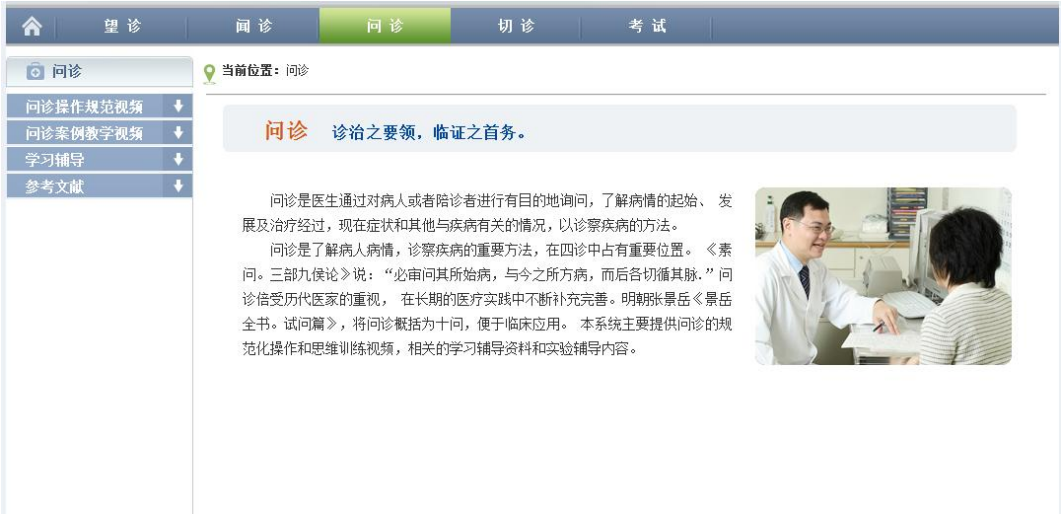 望诊 闻诊 问诊 切诊 考试
问诊
当前位置：问诊
问诊操作规范视频
问诊案例教学视频
学习辅导
参考文献
问诊 诊治之要领，临证之首务。
问诊是医生通过对病人或者陪诊者进行有目的地询问，了解病情的起始、 发
展及治疗经过，现在症状和其他与疾病有关的情况，以诊察疾病的方法。
问诊是了解病人病情，诊察疾病的重要方法，在四诊中占有重要位置。 《素
问。三部九侯论》说：“必审问其所始病，与今之所方病，而后各切循其脉.”问
诊倍受历代医家的重视， 在长期的医疗实践中不断补充完善。明朝张景岳《景岳
全书。试问篇》，将问诊概括为十问，便于临床应用。 本系统主要提供问诊的规
范化操作和思维训练视频，相关的学习辅导资料和实验辅导内容。